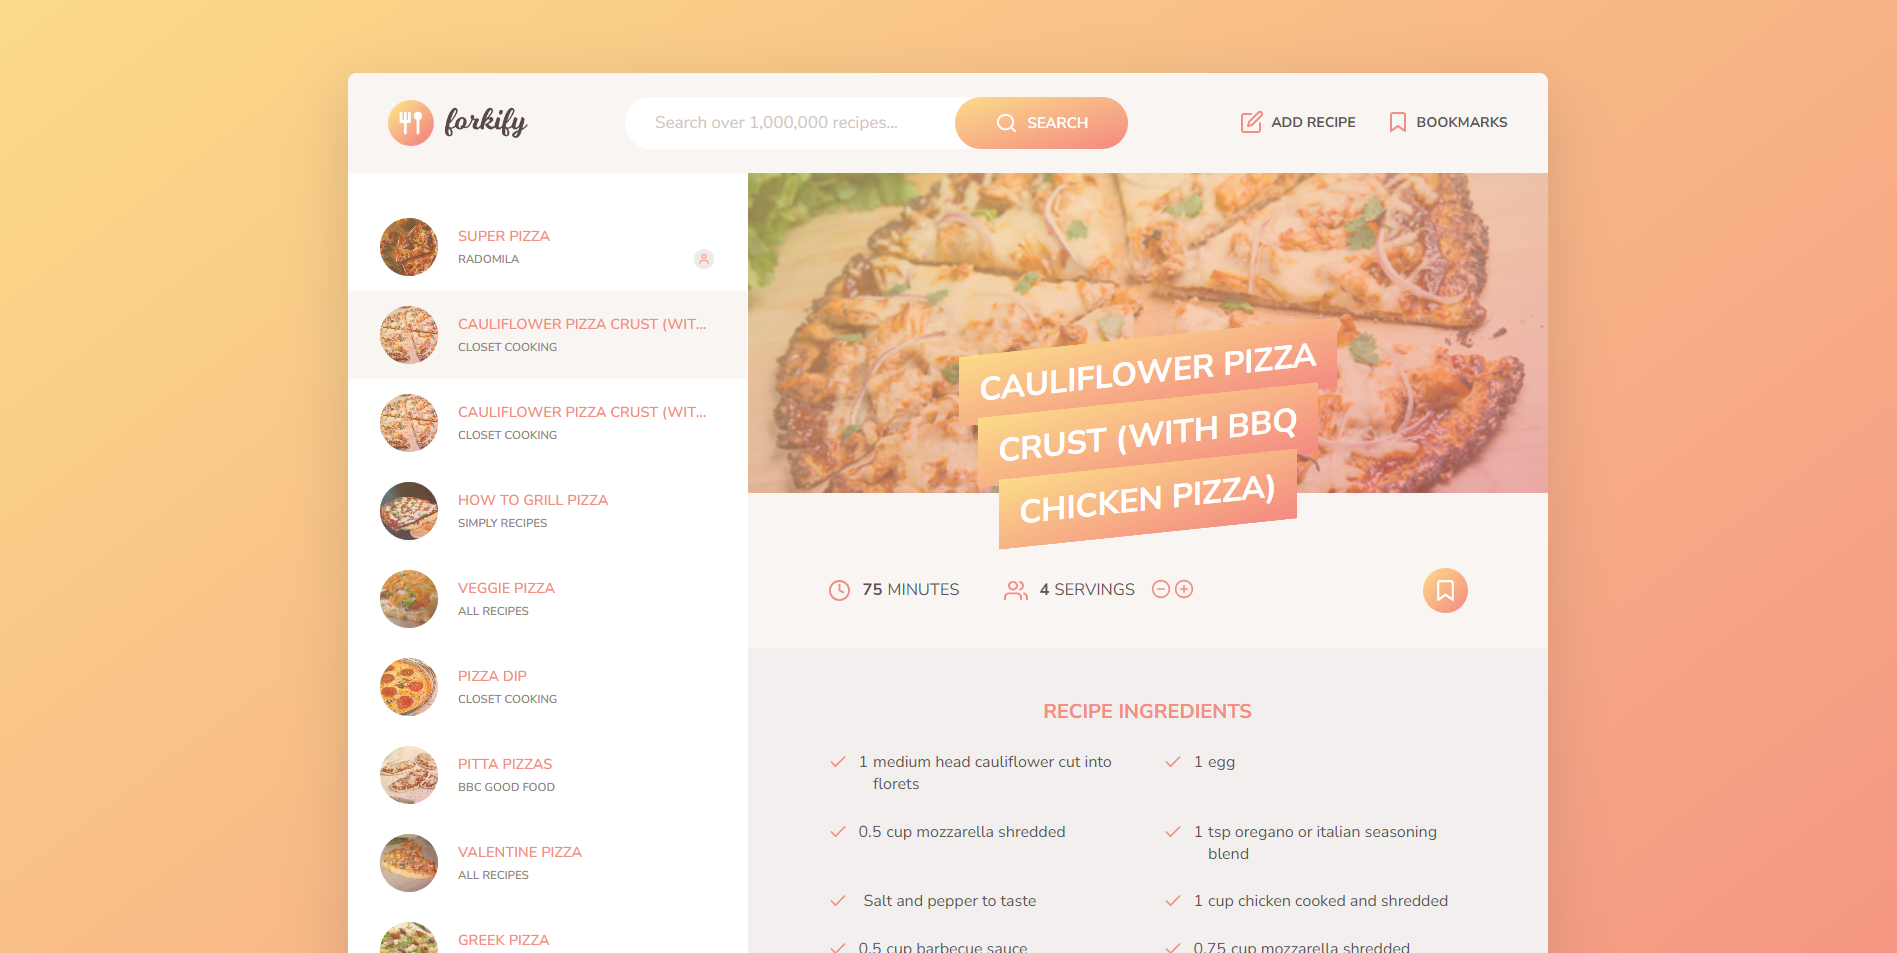 forkify
Search over 1,000,000 recipes...
SEARCH
ADD RECIPE
BOOKMARKS
SUPER PIZZA
RADOMILA
CAULIFLOWER PIZZA CRUST (WIT...
CLOSET COOKING
CAULIFLOWER PIZZA CRUST (WIT...
CLOSET COOKING
HOW TO GRILL PIZZA
SIMPLY RECIPES
VEGGIE PIZZA
ALL RECIPES
PIZZA DIP
CLOSET COOKING
PITTA PIZZAS
BBC GOOD FOOD
VALENTINE PIZZA
ALL RECIPES
GREEK PIZZA
CAULIFLOWER PIZZA
CRUST (WITH BBQ
CHICKEN PIZZA)
75 MINUTES
4 SERVINGS
RECIPE INGREDIENTS
1 medium head cauliflower cut into
florets
1 egg
0.5 cup mozzarella shredded
1 tsp oregano or italian seasoning
blend
Salt and pepper to taste
1 cup chicken cooked and shredded
0.5 cup barbecue sauce
0.75 cup mozzarella shredded